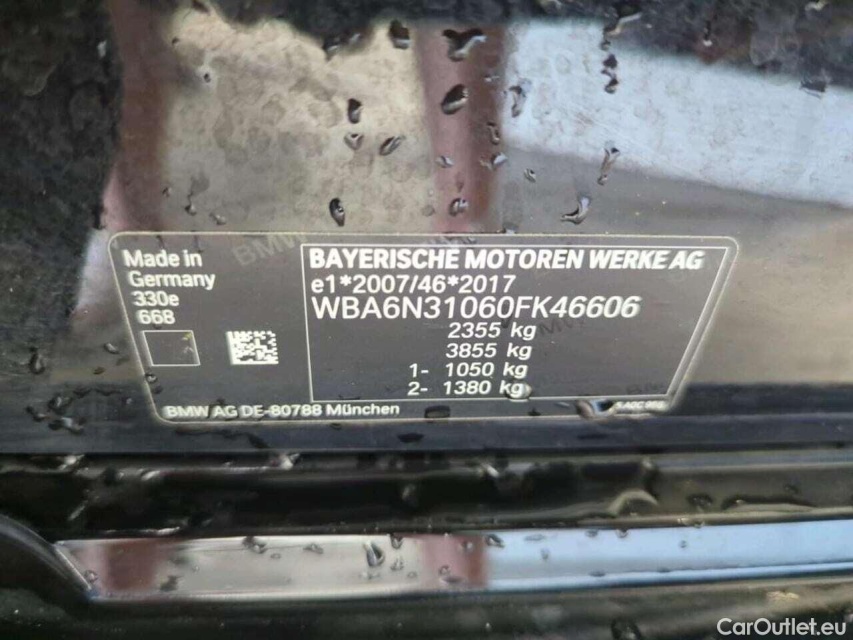 Made in
Germany
330e
668
BAYERISCHE MOTOREN WERKE AG
e1*2007/46*2017
WBA6N31060FK46606
2355 kg
3855 kg
1- 1050 kg
2- 1380 kg
BMW AG DE-80788 München
CarOutlet.eu